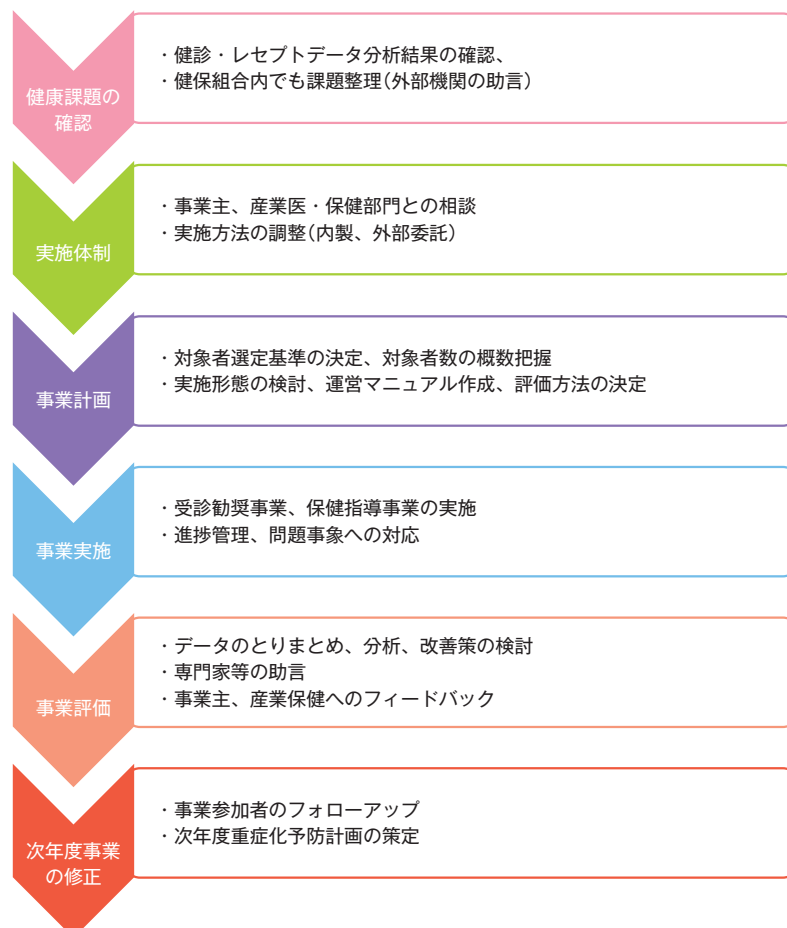 健康課題の
確認
・健診・レセプトデータ分析結果の確認、
・健保組合内でも課題整理（外部機関の助言）
実施体制
・事業主、産業医・保健部門との相談
・実施方法の調整（内製、外部委託）
事業計画
・対象者選定基準の決定、対象者数の概数把握
・実施形態の検討、運営マニュアル作成、評価方法の決定
事業実施
・受診勧奨事業、保健指導事業の実施
・進捗管理、問題事象への対応
事業評価
・データのとりまとめ、分析、改善策の検討
・専門家等の助言
・事業主、産業保健へのフィードバック
次年度事業
の修正
・事業参加者のフォローアップ
・次年度重症化予防計画の策定